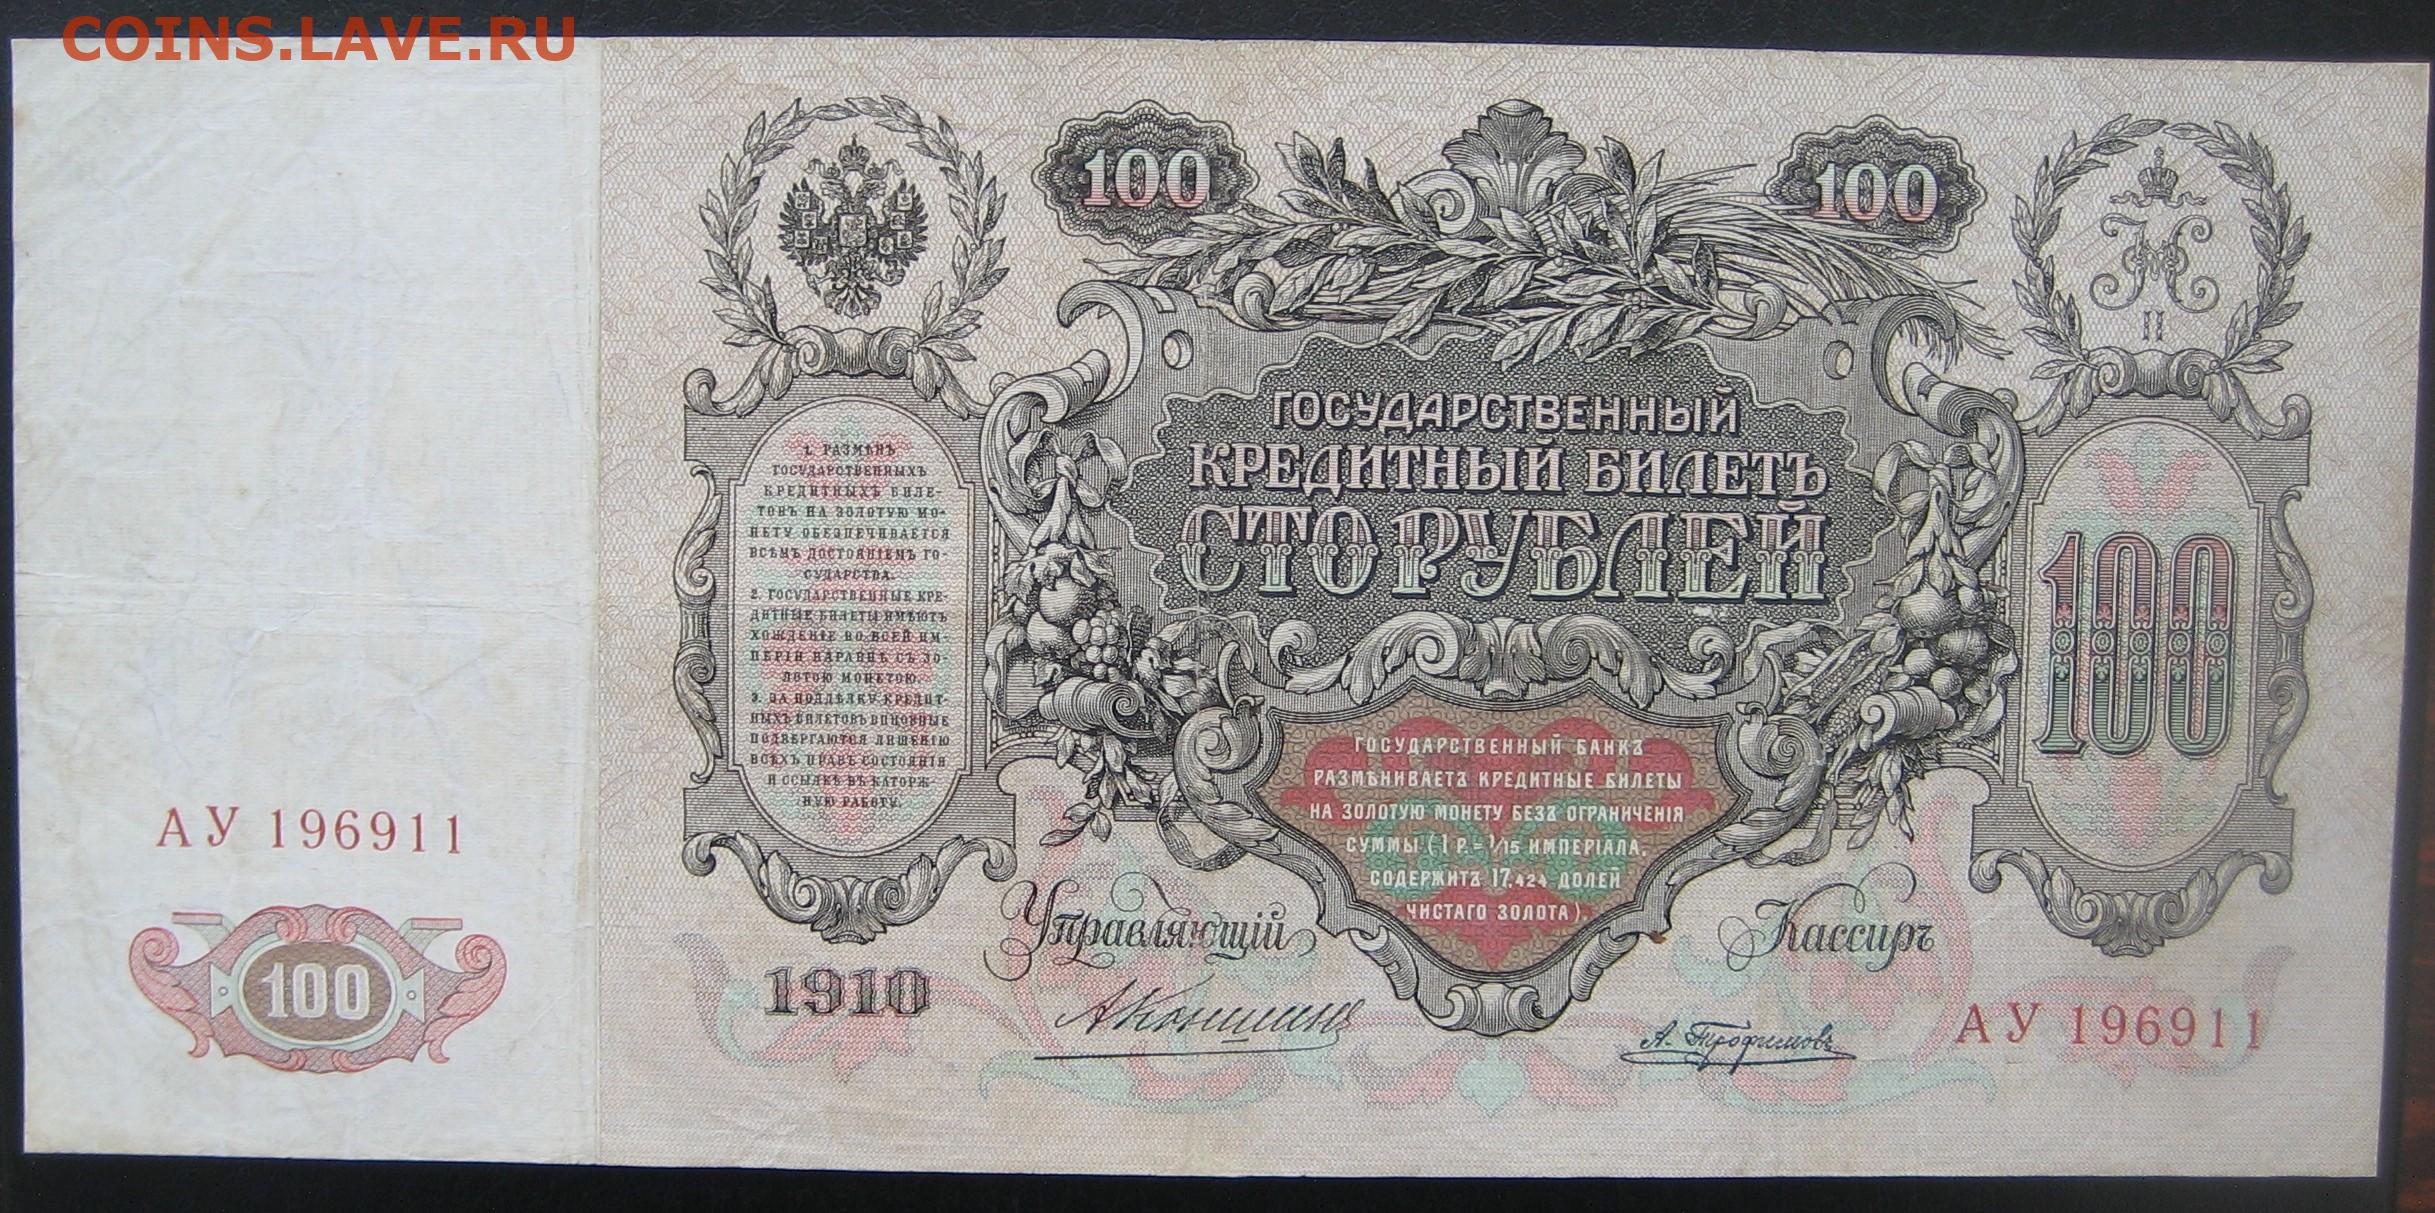 COINS.LAVE.RU
100
100
II
ГОСУДАРСТВЕННЫЙ
КРЕДИТНЫЙ БИЛЕТЪ
СТО РУБЛЕЙ
1. РАЗМѢНЪ
ГОСУДАРСТВЕННЫХЪ
КРЕДИТНЫХЪ БИЛЕ-
ТОВЪ НА ЗОЛОТУЮ МО-
НЕТУ ОБЕЗПЕЧИВАЕТСЯ
ВСѢМЪ ДОСТОЯНІЕМЪ ГО-
СУДАРСТВА.
2. ГОСУДАРСТВЕННЫЕ КРЕ-
ДИТНЫЕ БИЛЕТЫ ИМѢЮТЪ
ХОЖДЕНІЕ ВО ВСЕЙ ИМ-
ПЕРІИ НАРАВНѢ СЪ ЗО-
ЛОТОЮ МОНЕТОЮ.
3. ЗА ПОДДѢЛКУ КРЕДИТ-
НЫХЪ БИЛЕТОВЪ ВИНОВНЫЕ
ПОДВЕРГАЮТСЯ ЛИШЕНІЮ
ВСѢХЪ ПРАВЪ СОСТОЯНІЯ
И ССЫЛКѢ ВЪ КАТОРЖ-
НУЮ РАБОТУ.
100
ГОСУДАРСТВЕННЫЙ БАНКЪ
РАЗМѢНИВАЕТЪ КРЕДИТНЫЕ БИЛЕТЫ
НА ЗОЛОТУЮ МОНЕТУ БЕЗЪ ОГРАНИЧЕНІЯ
СУММЫ (1 Р. = 1/15 ИМПЕРІАЛА,
СОДЕРЖИТЪ 17,424 ДОЛЕЙ
ЧИСТАГО ЗОЛОТА).
АУ 196911
100
Управляющій
Кассиръ
1910
А Коншинъ
А. Трофимовъ
АУ 196911